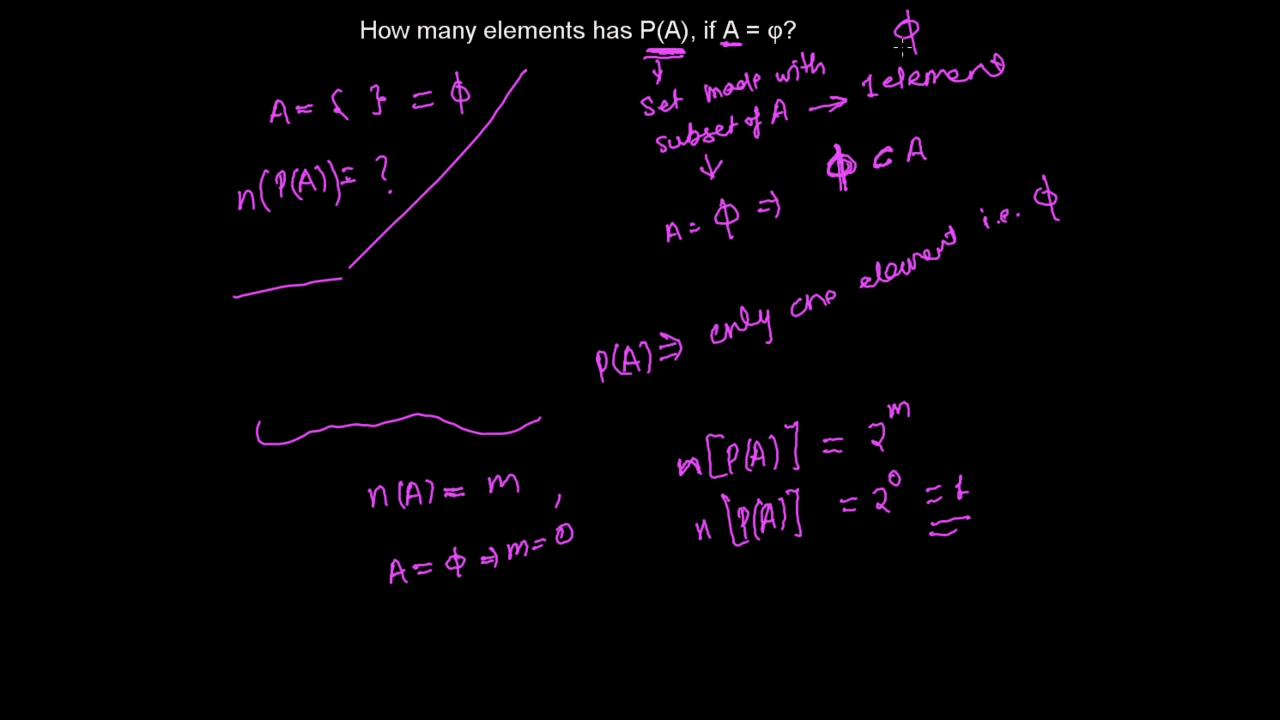 How many elements has P(A), if A = φ?
A = { } = ϕ
n(P(A)) = ?
ϕ
Set made with
subset of A → 1 element
↓
A = ϕ ⇒ ϕ ⊂ A
P(A) ⇒ only one element i.e. ϕ
n(A) = m ,
n[P(A)] = 2^m
A = ϕ ⇒ m = 0
n[P(A)] = 2^0 = 1